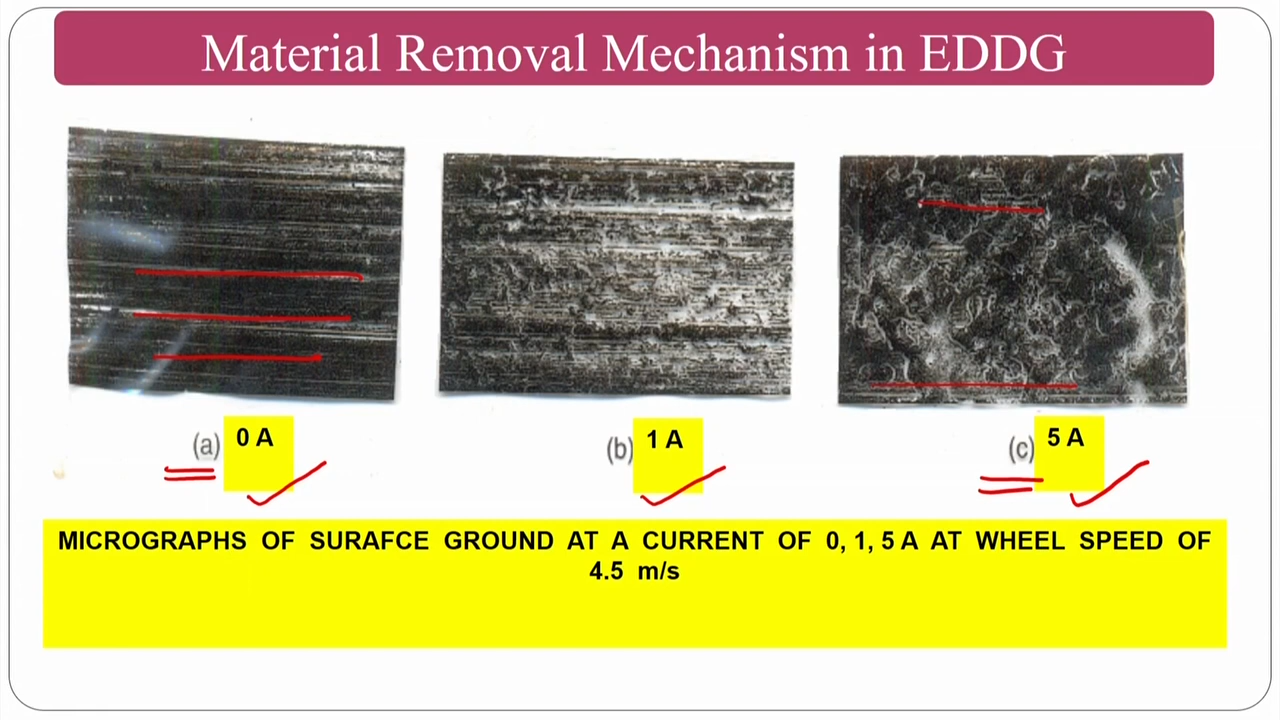 Material Removal Mechanism in EDDG
(a) 0 A
(b) 1 A
(c) 5 A
MICROGRAPHS OF SURAFCE GROUND AT A CURRENT OF 0, 1, 5 A AT WHEEL SPEED OF
4.5 m/s